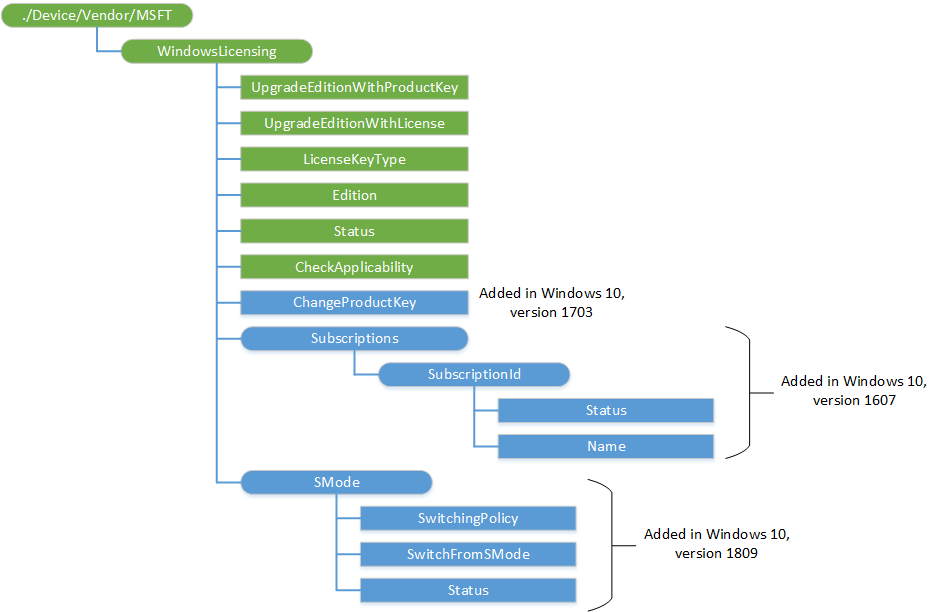 ./Device/Vendor/MSFT
WindowsLicensing
UpgradeEditionWithProductKey
UpgradeEditionWithLicense
LicenseKeyType
Edition
Status
CheckApplicability
ChangeProductKey
Added in Windows 10,
version 1703
Subscriptions
SubscriptionId
Status
Name
Added in Windows 10,
version 1607
SMode
SwitchingPolicy
SwitchFromSMode
Status
Added in Windows 10,
version 1809